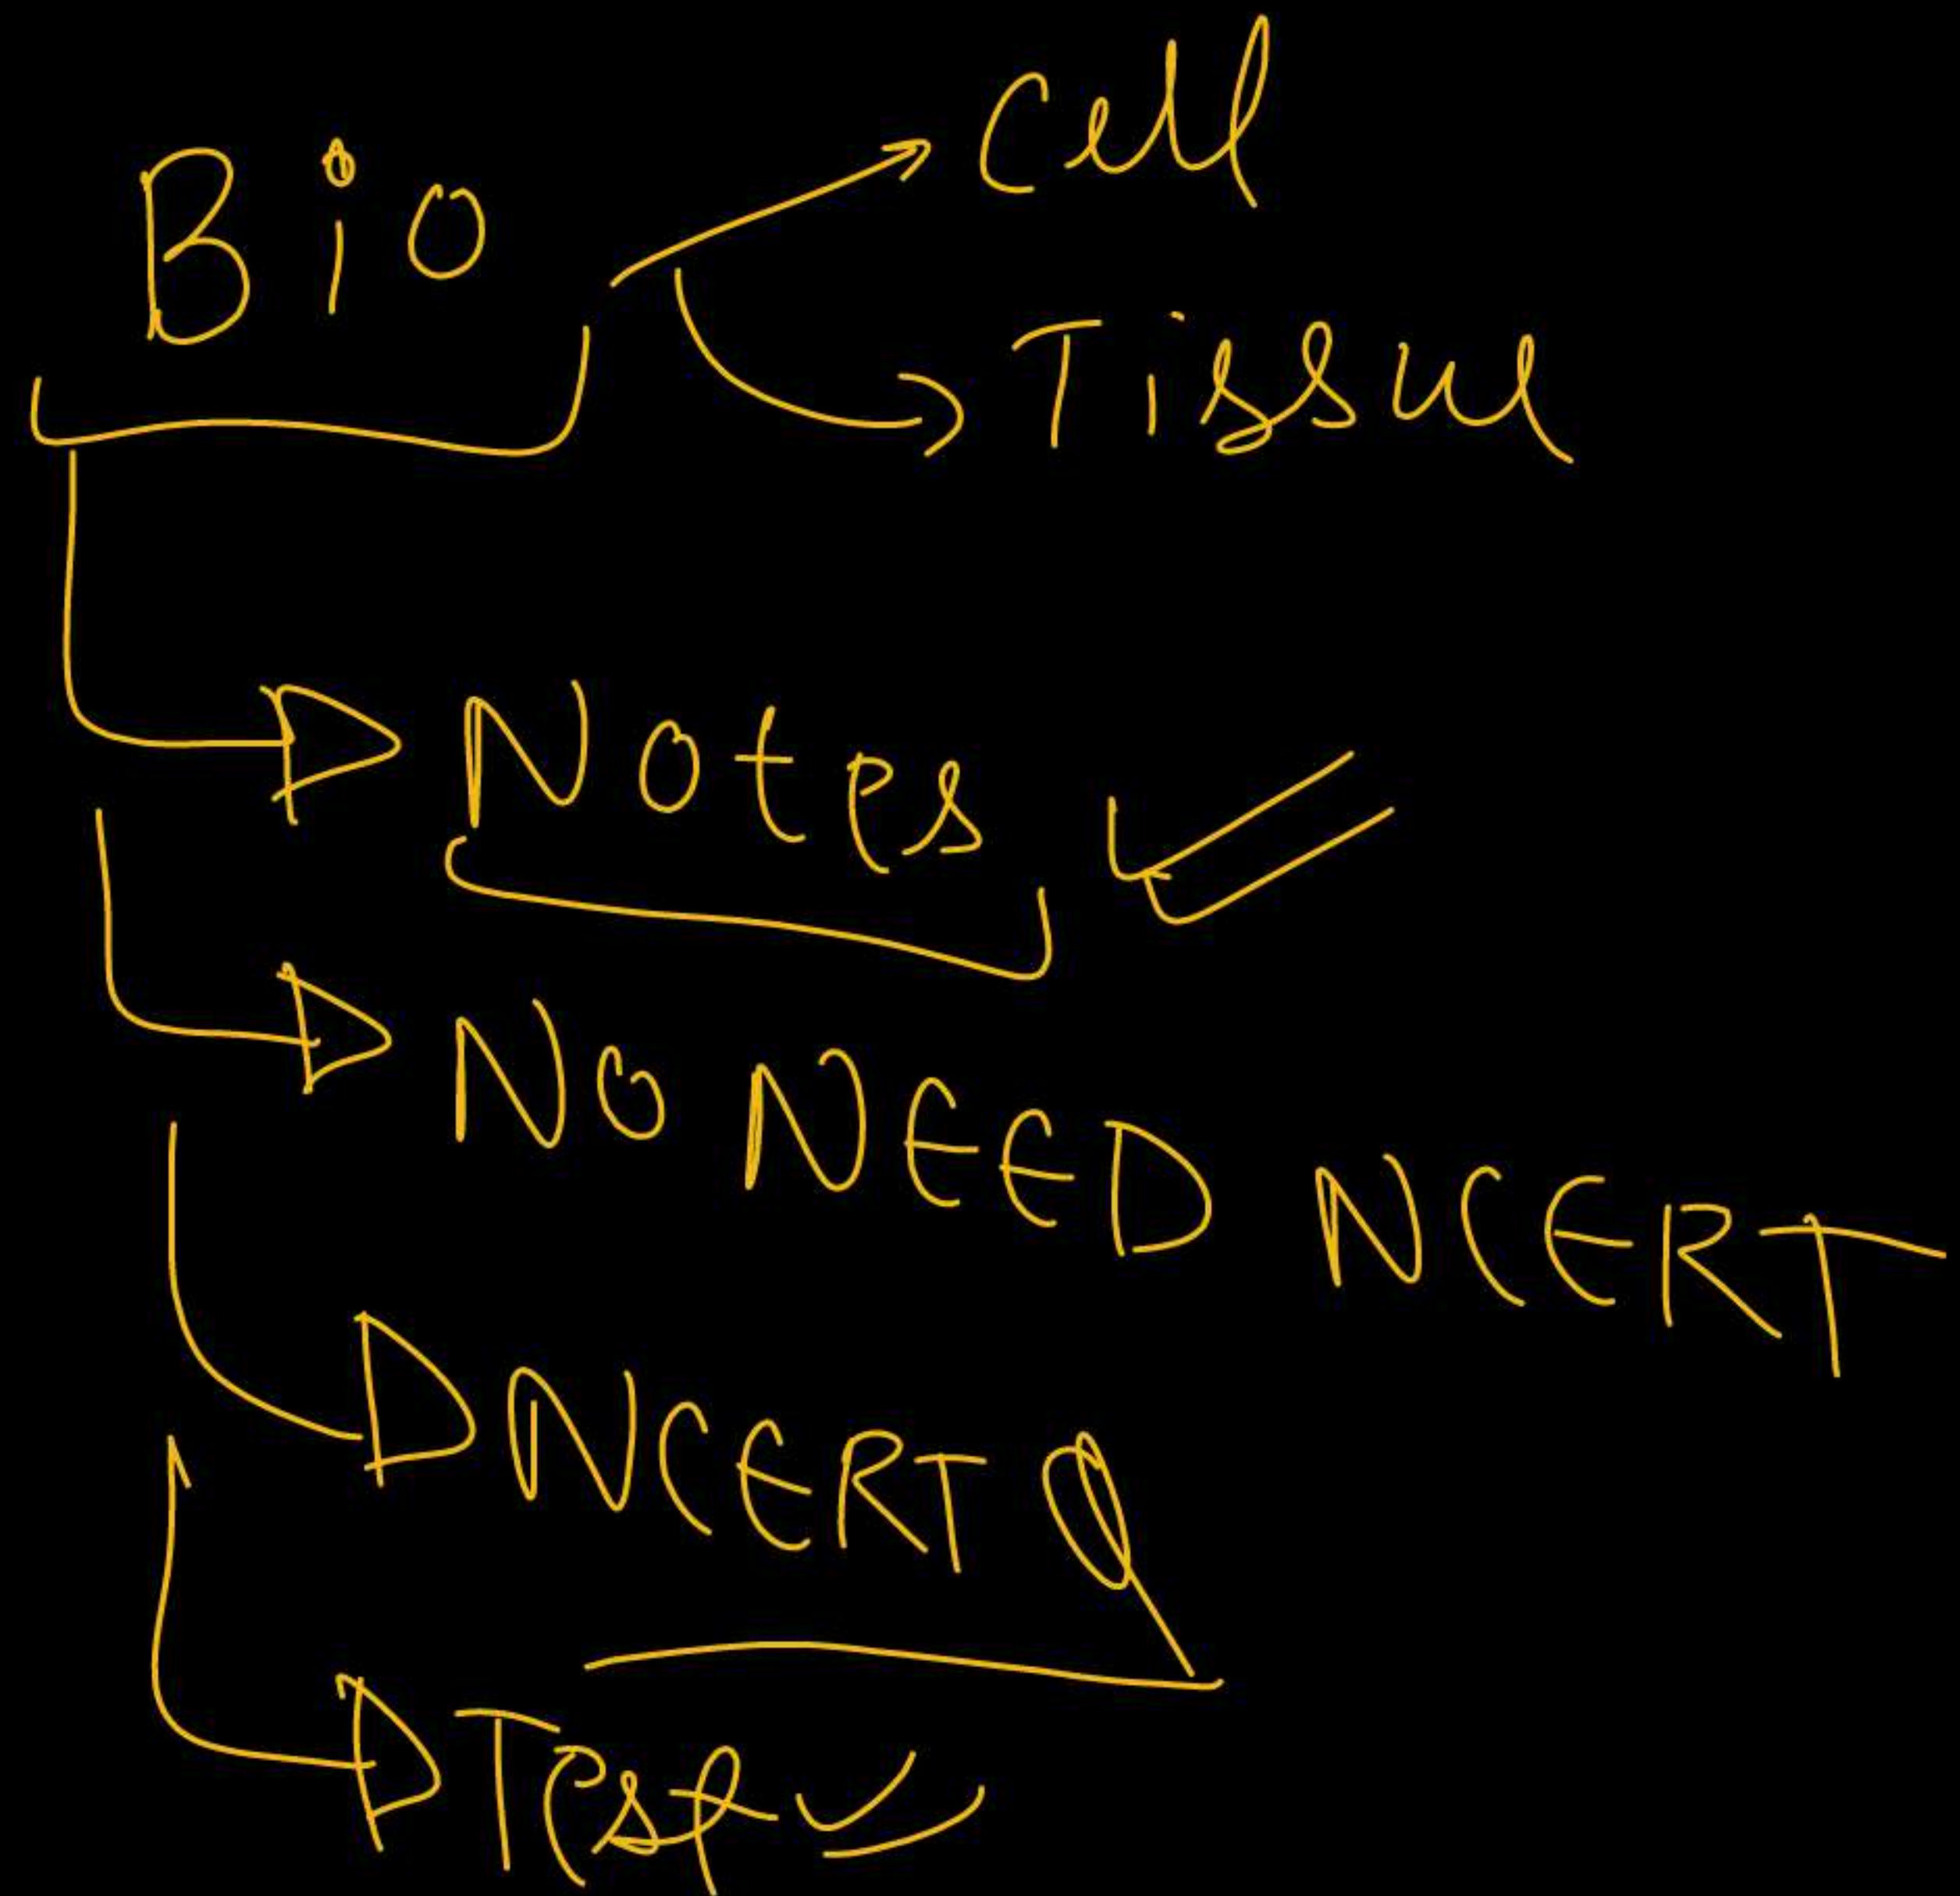 Bio
Cell
Tissue
Notes
NO NEED NCERT
NCERT Q
Test